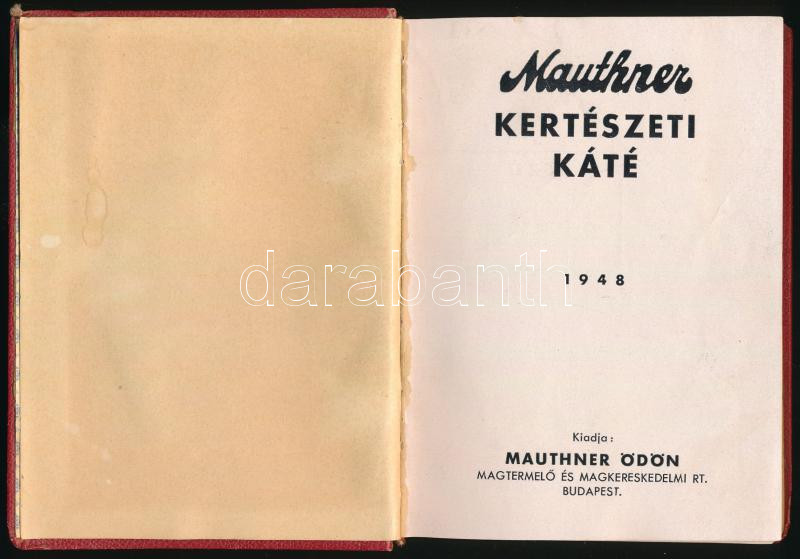 Mauthner
KERTÉSZETI
KÁTÉ
darabanth
1948
Kiadja:
MAUTHNER ÖDÖN
MAGTERMELŐ ÉS MAGKERESKEDELMI RT.
BUDAPEST.